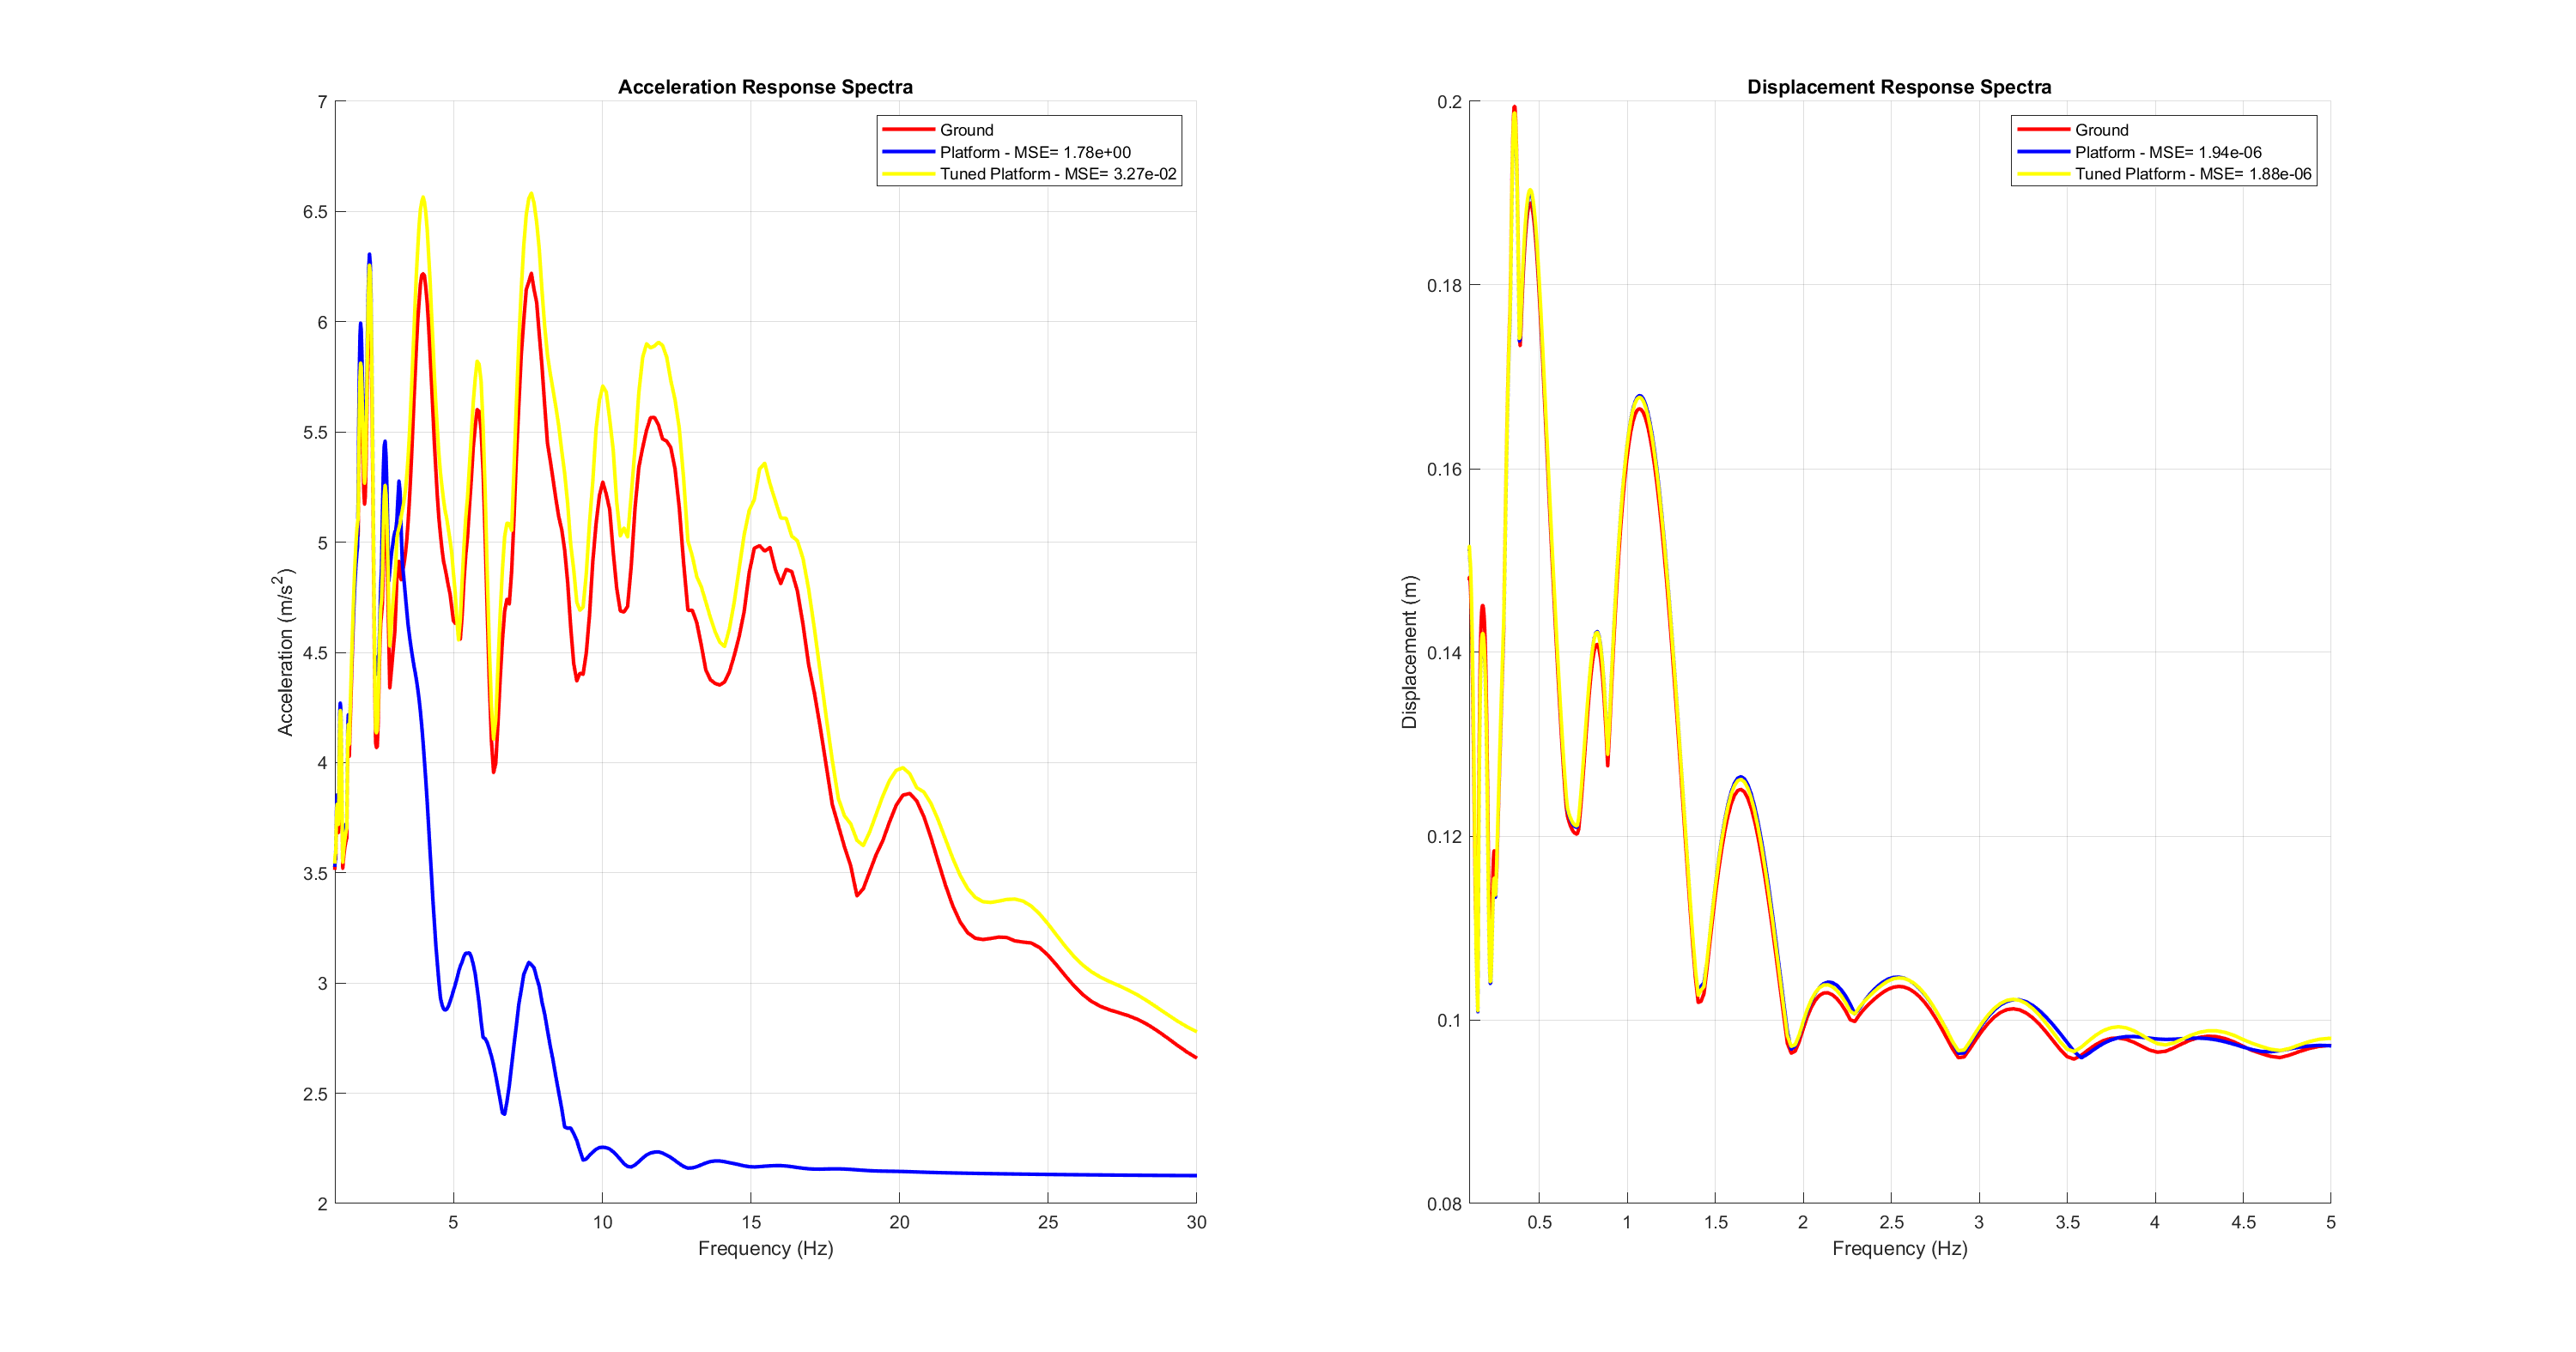 Acceleration Response Spectra
7
6.5
6
5.5
5
4.5
4
3.5
3
2.5
2
Acceleration (m/s²)
Ground
Platform - MSE= 1.78e+00
Tuned Platform - MSE= 3.27e-02
5 10 15 20 25 30
Frequency (Hz)
Displacement Response Spectra
0.2
0.18
0.16
0.14
0.12
0.1
0.08
Displacement (m)
Ground
Platform - MSE= 1.94e-06
Tuned Platform - MSE= 1.88e-06
0.5 1 1.5 2 2.5 3 3.5 4 4.5 5
Frequency (Hz)